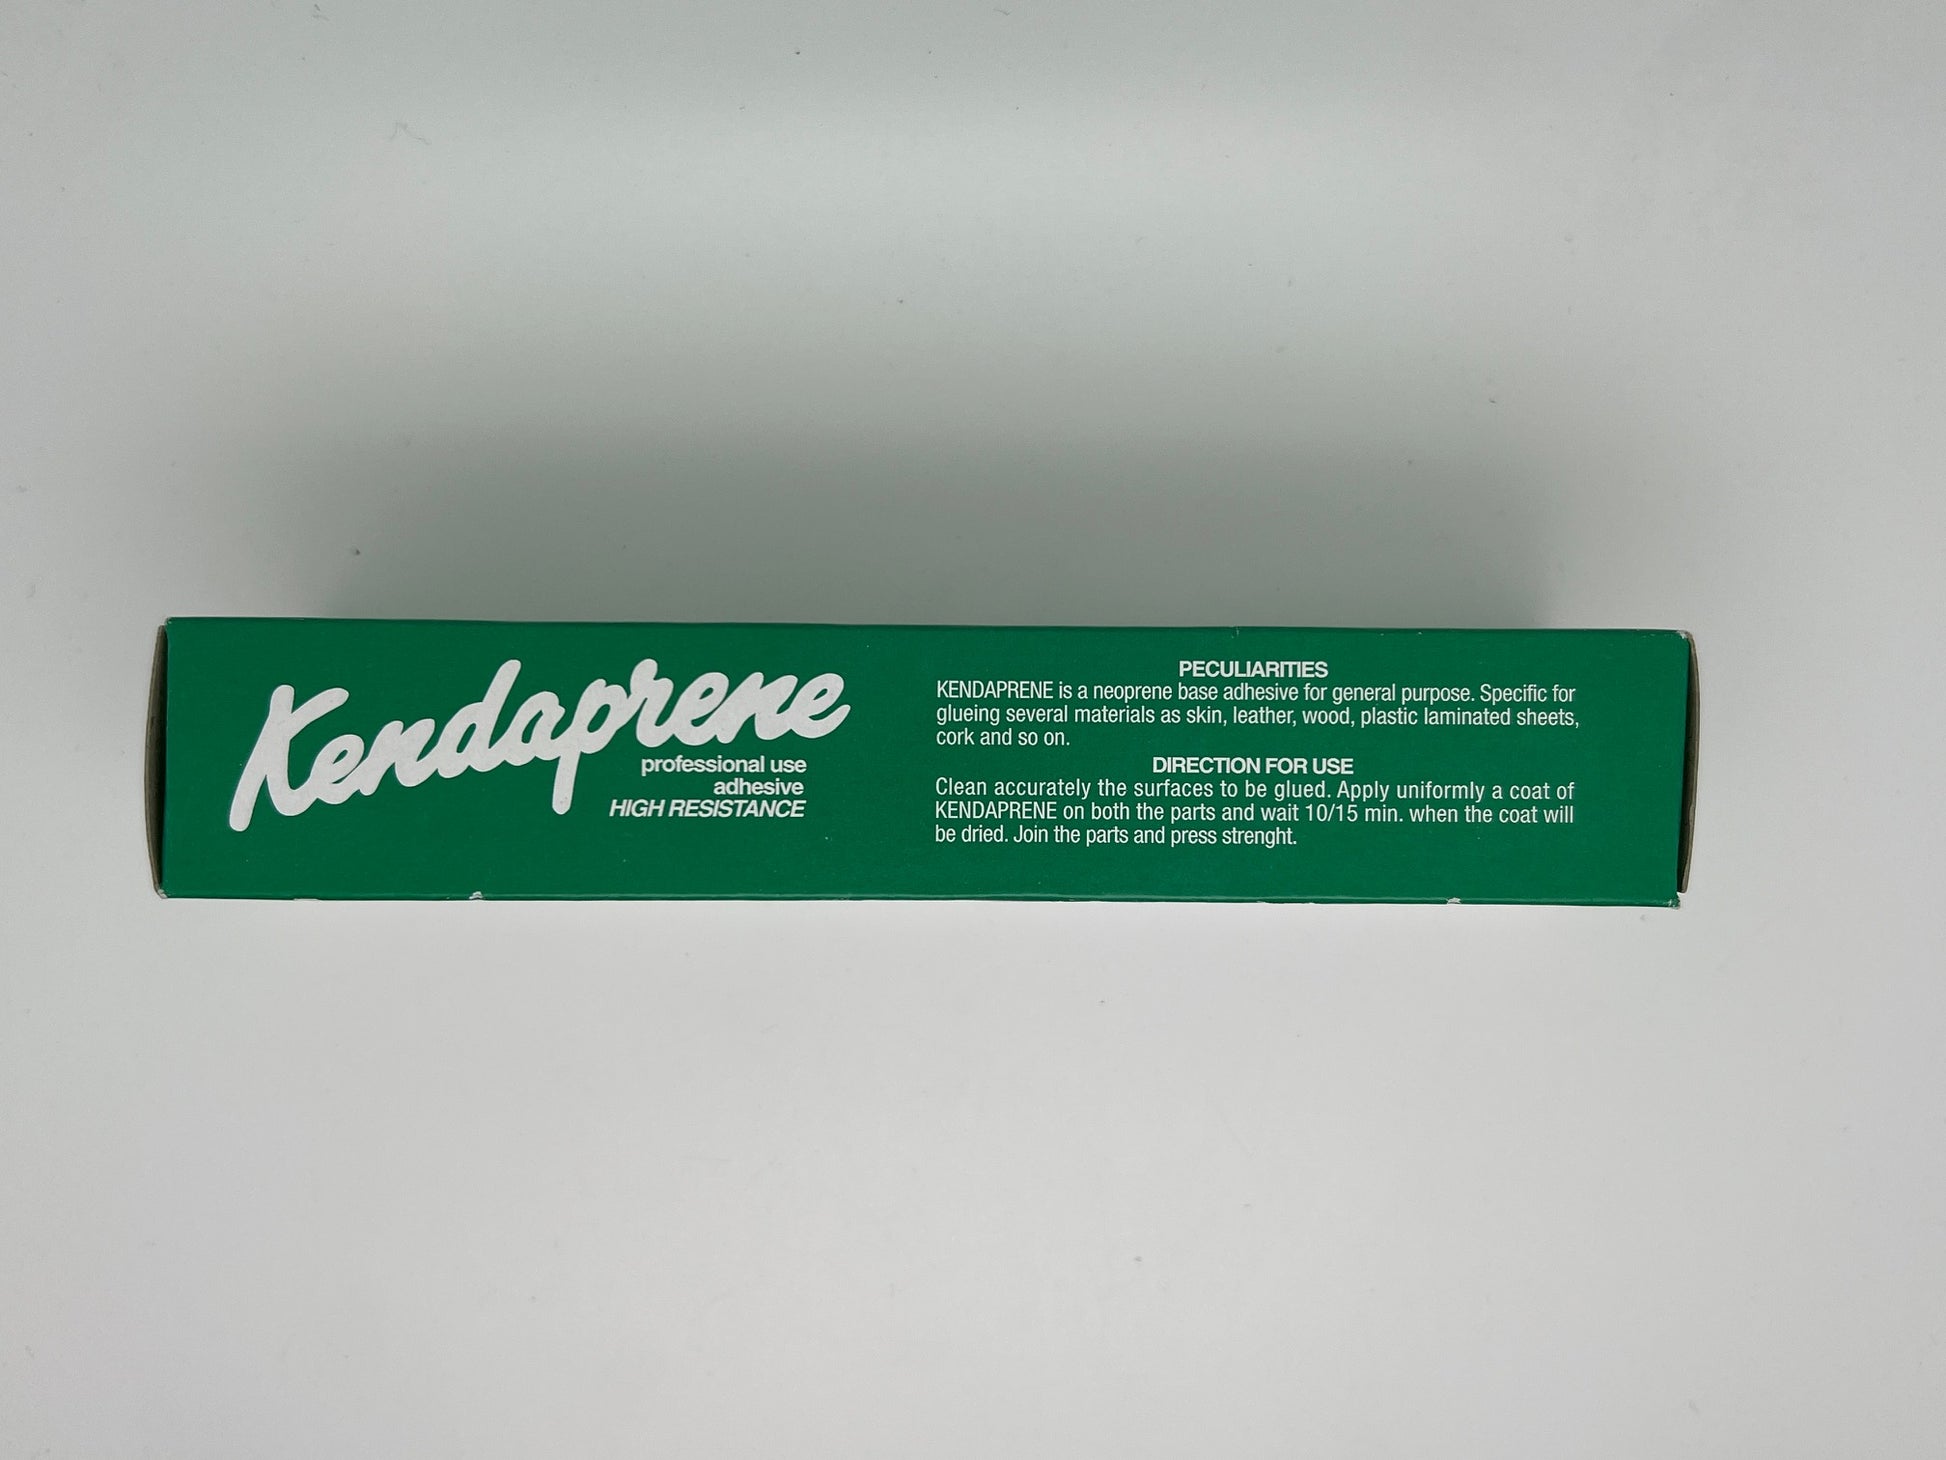 Kendaprene
professional use
adhesive
HIGH RESISTANCE
PECULIARITIES
KENDAPRENE is a neoprene base adhesive for general purpose. Specific for
glueing several materials as skin, leather, wood, plastic laminated sheets,
cork and so on.
DIRECTION FOR USE
Clean accurately the surfaces to be glued. Apply uniformly a coat of
KENDAPRENE on both the parts and wait 10/15 min. when the coat will
be dried. Join the parts and press strenght.